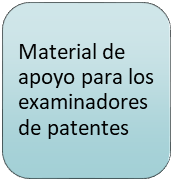 Material de
apoyo para los
examinadores
de patentes